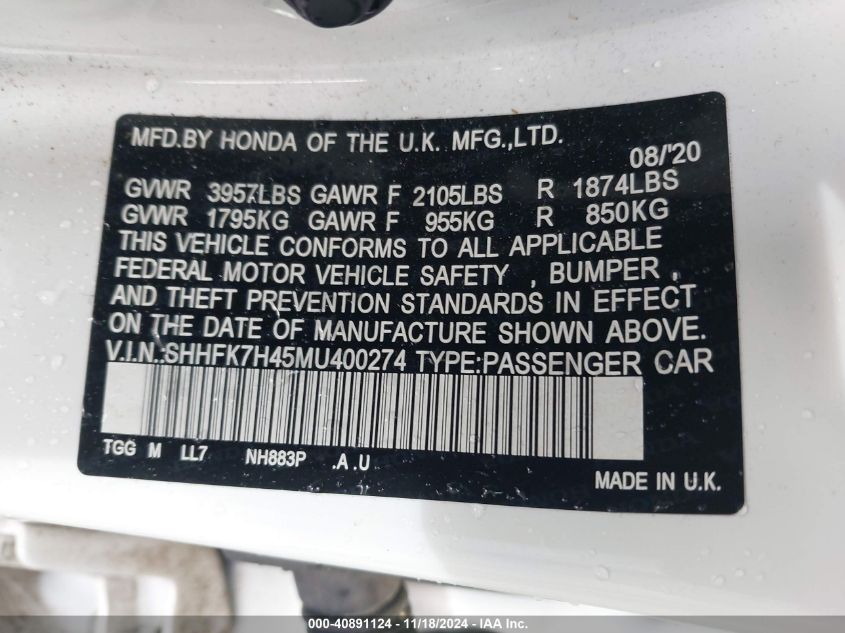 MFD.BY HONDA OF THE U.K. MFG.,LTD.
08/'20
GVWR 3957LBS GAWR F 2105LBS R 1874LBS
GVWR 1795KG GAWR F 955KG R 850KG
THIS VEHICLE CONFORMS TO ALL APPLICABLE
FEDERAL MOTOR VEHICLE SAFETY , BUMPER ,
AND THEFT PREVENTION STANDARDS IN EFFECT
ON THE DATE OF MANUFACTURE SHOWN ABOVE.
V.I.N.:SHHFK7H45MU400274 TYPE:PASSENGER CAR
TGG M LL7 NH883P .A .U
MADE IN U.K.
000-40891124 - 11/18/2024 - IAA, Inc.